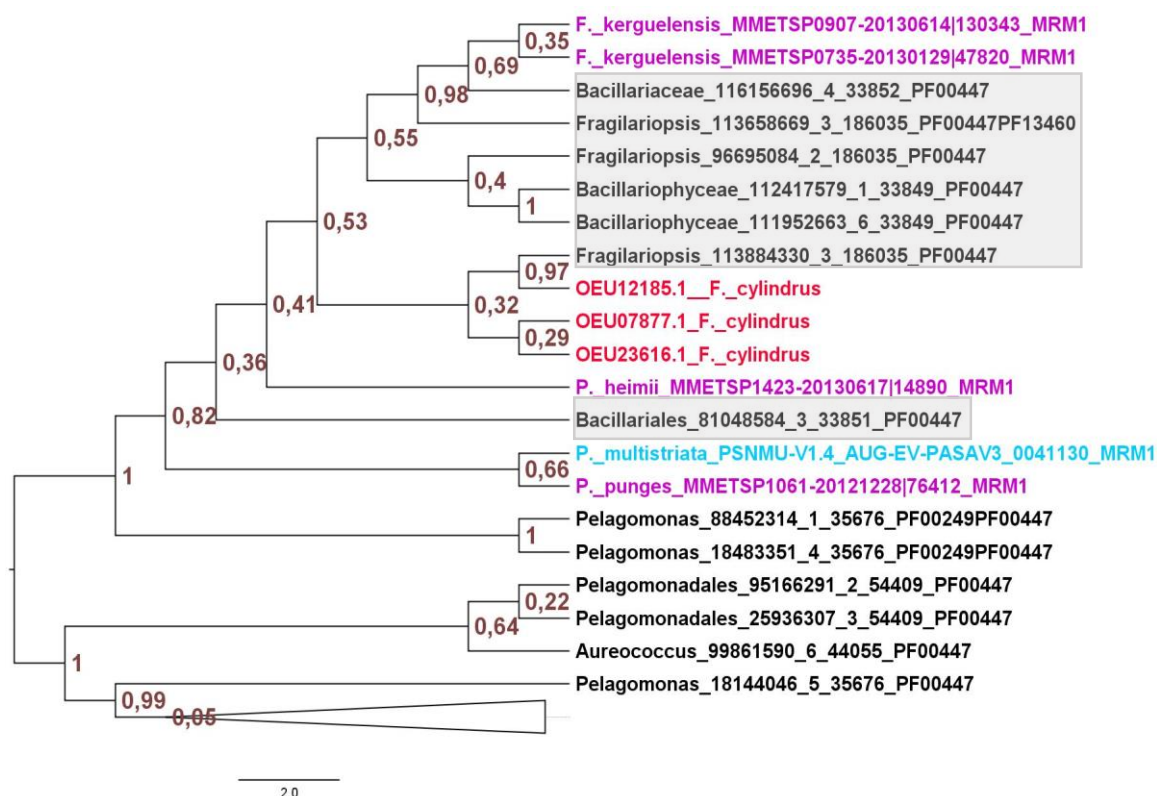 F._kerguelensis_MMETSP0907-20130614|130343_MRM1
0,35
F._kerguelensis_MMETSP0735-20130129|47820_MRM1
0,69
Bacillariaceae_116156696_4_33852_PF00447
0,98
Fragilariopsis_113658669_3_186035_PF00447PF13460
0,55
Fragilariopsis_96695084_2_186035_PF00447
0,4
Bacillariophyceae_112417579_1_33849_PF00447
1
Bacillariophyceae_111952663_6_33849_PF00447
0,53
Fragilariopsis_113884330_3_186035_PF00447
0,97
OEU12185.1__F._cylindrus
0,41
0,32
OEU07877.1_F._cylindrus
0,29
OEU23616.1_F._cylindrus
0,36
P._heimii_MMETSP1423-20130617|14890_MRM1
0,82
Bacillariales_81048584_3_33851_PF00447
P._multistriata_PSNMU-V1.4_AUG-EV-PASAV3_0041130_MRM1
1
0,66
P._punges_MMETSP1061-20121228|76412_MRM1
Pelagomonas_88452314_1_35676_PF00249PF00447
1
Pelagomonas_18483351_4_35676_PF00249PF00447
Pelagomonadales_95166291_2_54409_PF00447
0,22
Pelagomonadales_25936307_3_54409_PF00447
0,64
Aureococcus_99861590_6_44055_PF00447
1
Pelagomonas_18144046_5_35676_PF00447
0,99
0,05
2.0